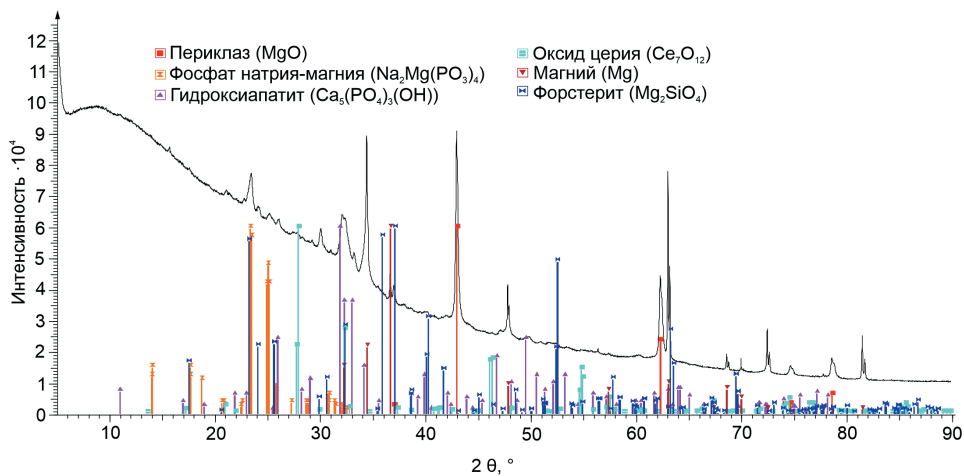 12
11
10
9
8
7
6
5
4
3
2
1
0
Интенсивность ·10⁴
Периклаз (MgO)
Фосфат натрия-магния (Na₂Mg(PO₃)₄)
Гидроксиапатит (Ca₅(PO₄)₃(OH))
Оксид церия (Ce₇O₁₂)
Магний (Mg)
Форстерит (Mg₂SiO₄)
10 20 30 40 50 60 70 80 90
2 θ, °